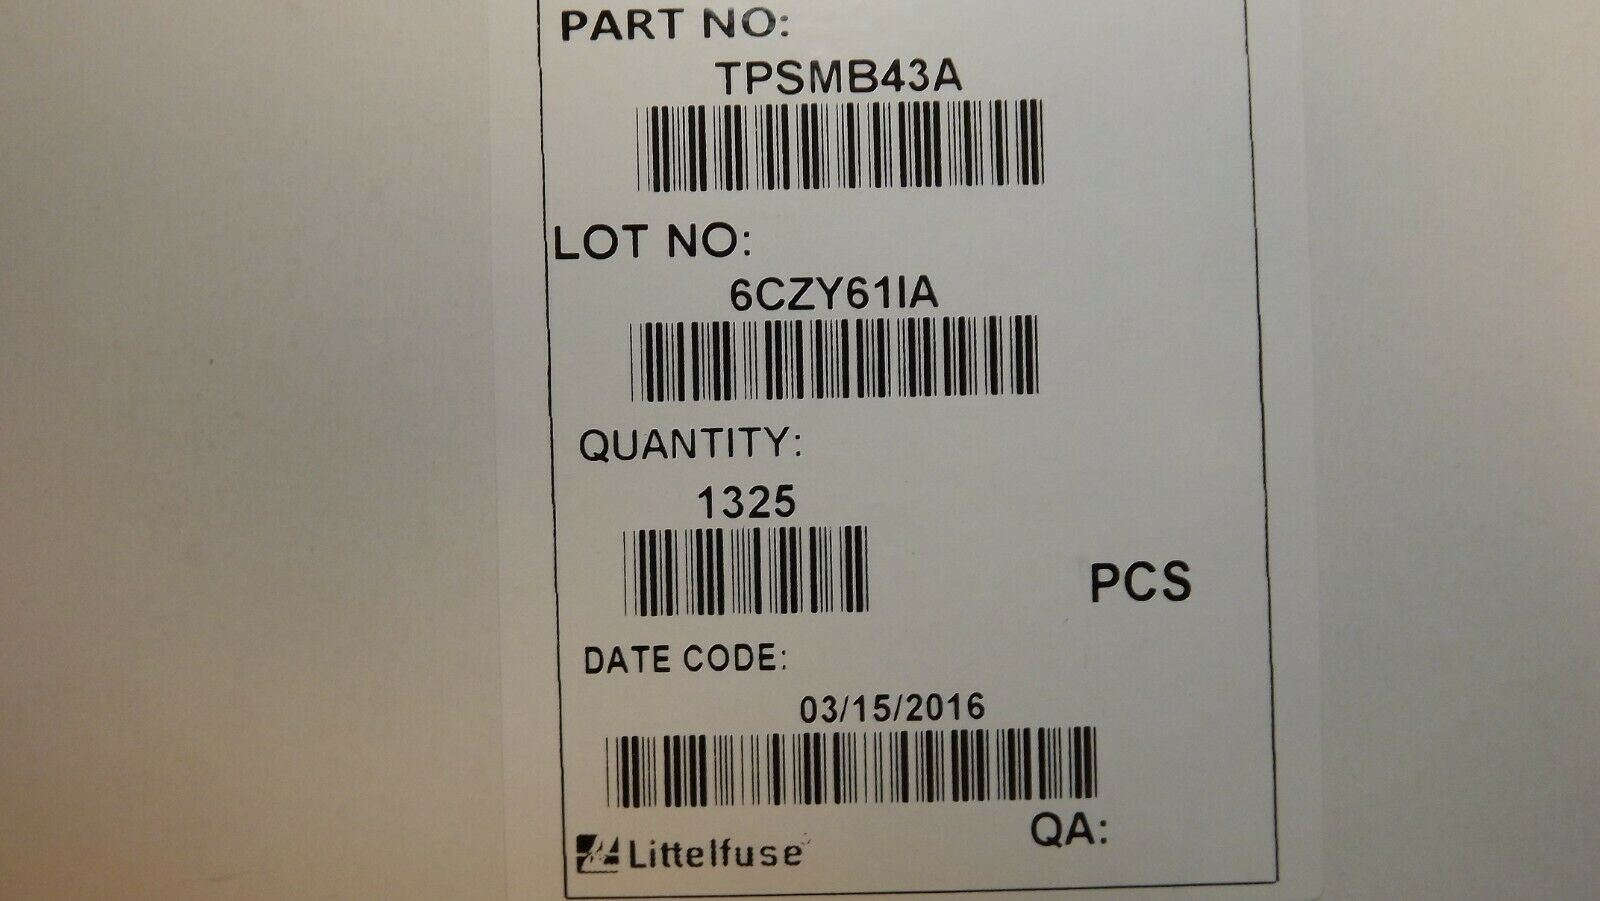 PART NO:
TPSMB43A
LOT NO:
6CZY61IA
QUANTITY:
1325
PCS
DATE CODE:
03/15/2016
QA:
Littelfuse